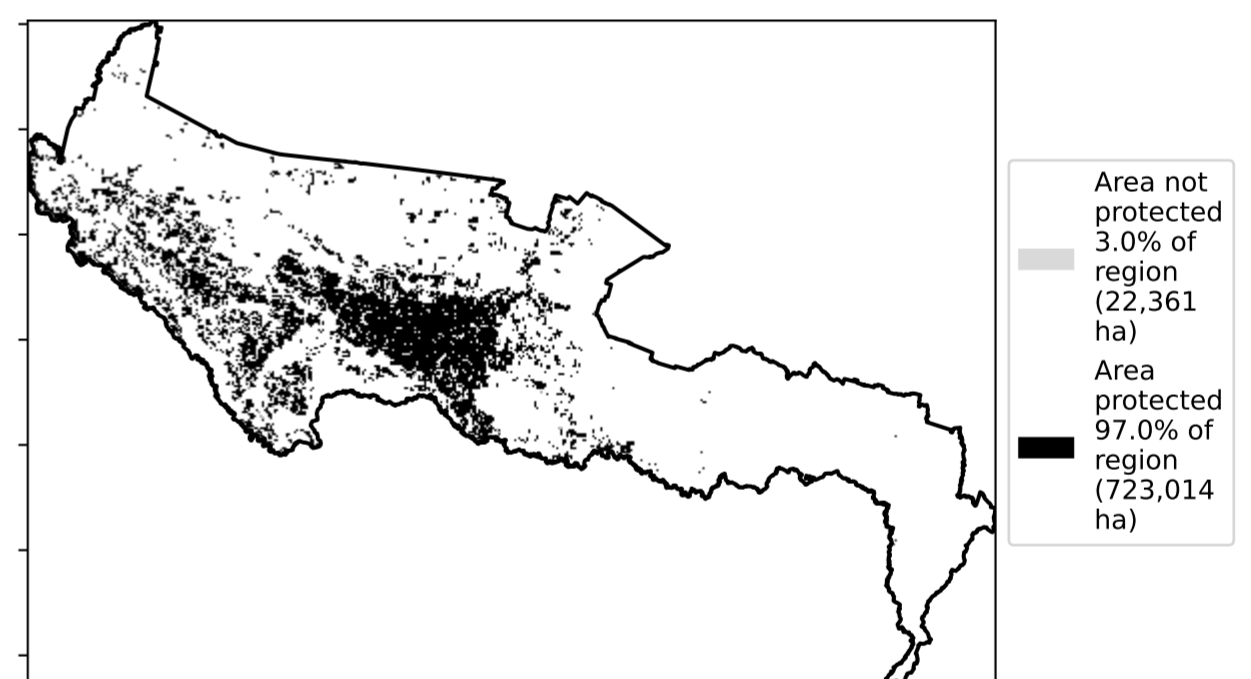 Area not
protected
3.0% of
region
(22,361
ha)
Area
protected
97.0% of
region
(723,014
ha)